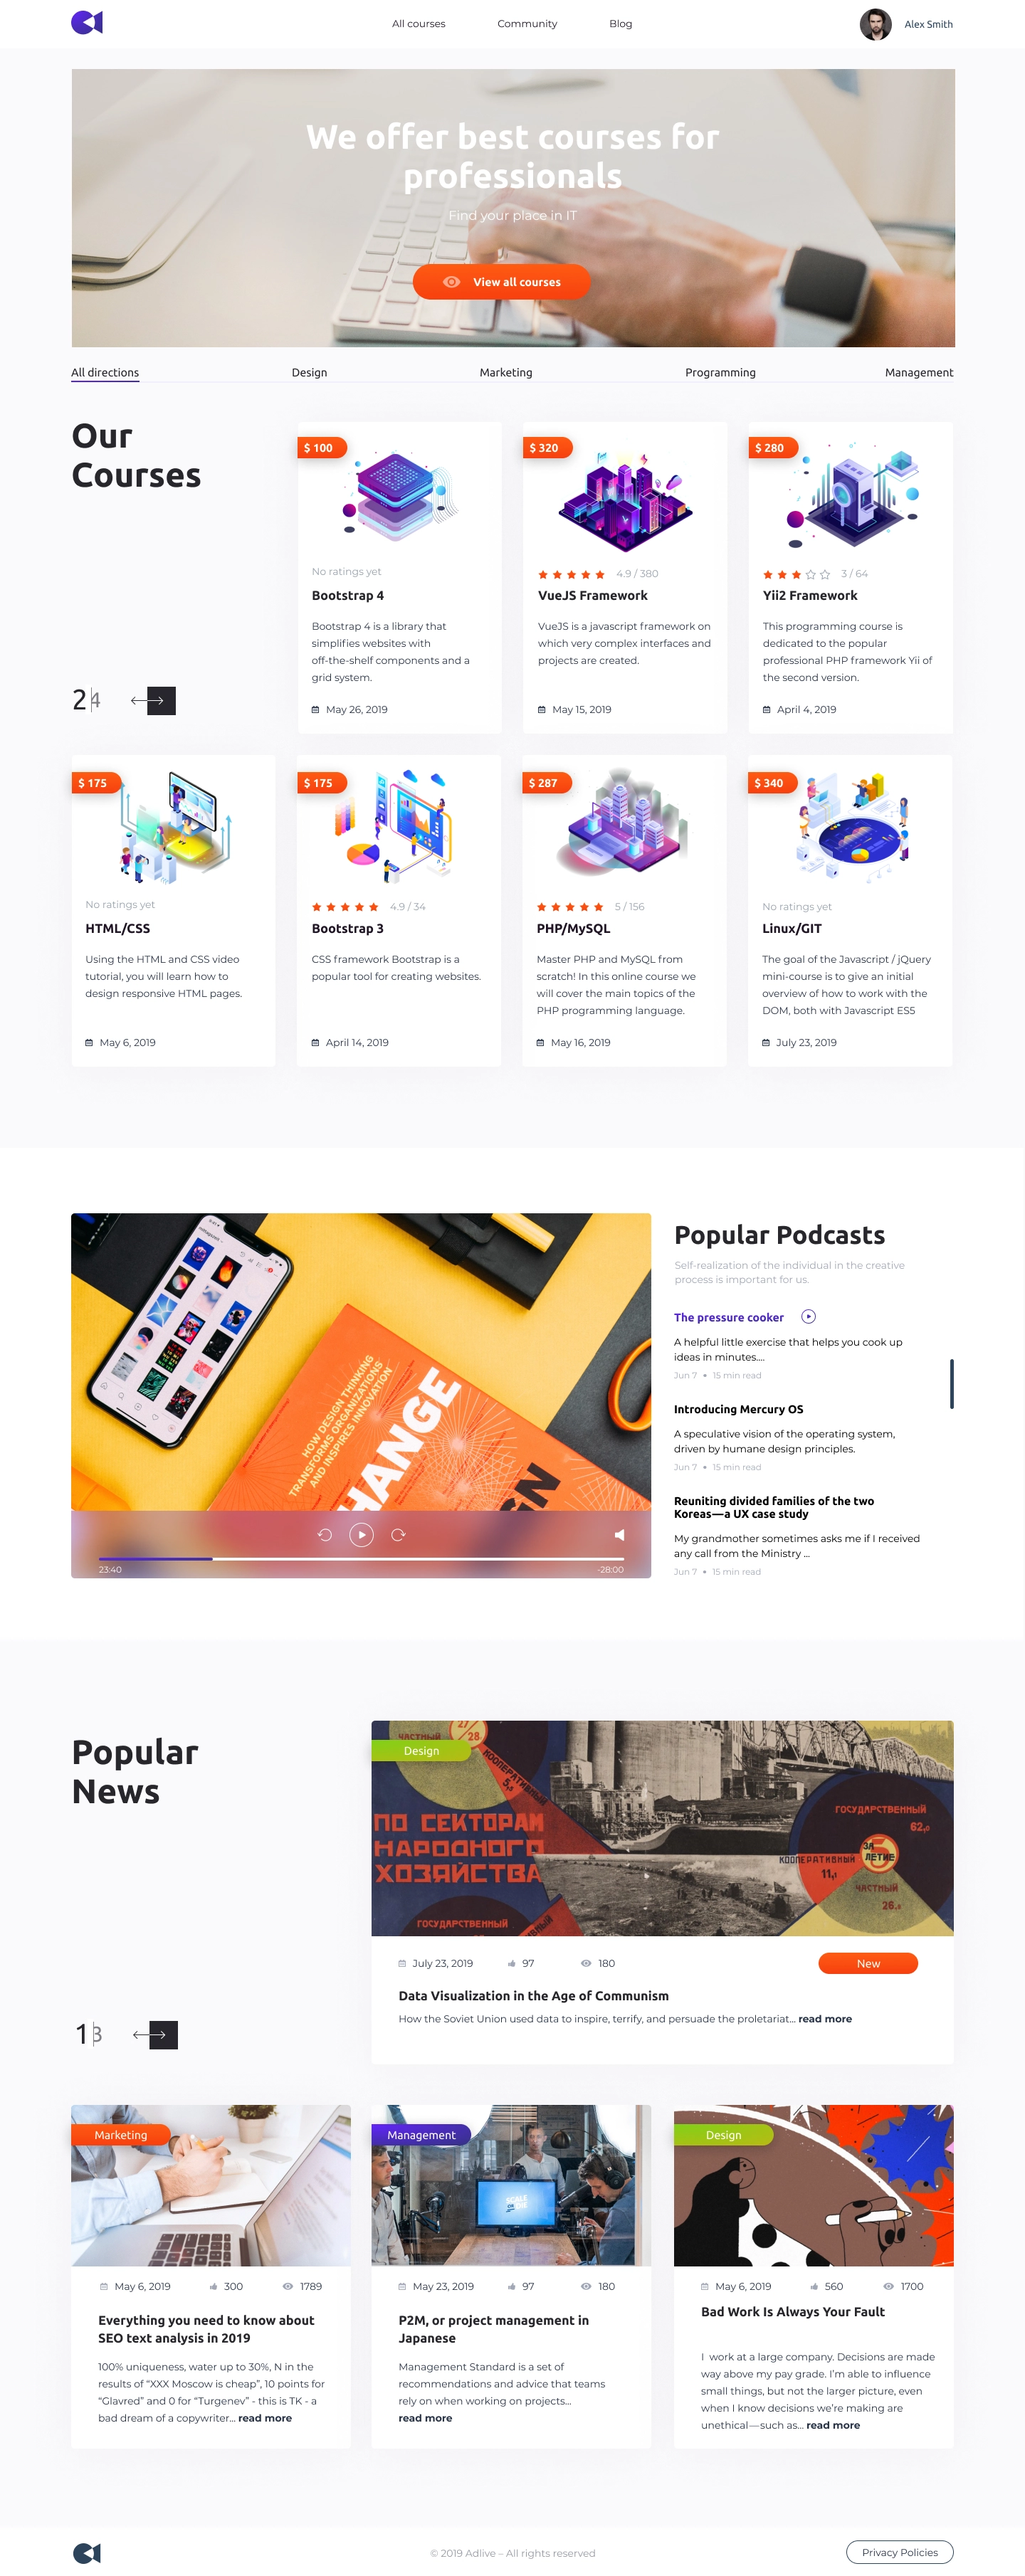 All courses
Community
Blog
Alex Smith
We offer best courses for
professionals
Find your place in IT
View all courses
All directions
Design
Marketing
Programming
Management
Our
Courses
2
4
$ 100
No ratings yet
Bootstrap 4
Bootstrap 4 is a library that
simplifies websites with
off-the-shelf components and a
grid system.
May 26, 2019
$ 320
4.9 / 380
VueJS Framework
VueJS is a javascript framework on
which very complex interfaces and
projects are created.
May 15, 2019
$ 280
3 / 64
Yii2 Framework
This programming course is
dedicated to the popular
professional PHP framework Yii of
the second version.
April 4, 2019
$ 175
No ratings yet
HTML/CSS
Using the HTML and CSS video
tutorial, you will learn how to
design responsive HTML pages.
May 6, 2019
$ 175
4.9 / 34
Bootstrap 3
CSS framework Bootstrap is a
popular tool for creating websites.
April 14, 2019
$ 287
5 / 156
PHP/MySQL
Master PHP and MySQL from
scratch! In this online course we
will cover the main topics of the
PHP programming language.
May 16, 2019
$ 340
No ratings yet
Linux/GIT
The goal of the Javascript / jQuery
mini-course is to give an initial
overview of how to work with the
DOM, both with Javascript ES5
July 23, 2019
HOW DESIGN THINKING
TRANSFORMS ORGANIZATIONS
AND INSPIRES INNOVATION
HANGE
GN
23:40
-28:00
Popular Podcasts
Self-realization of the individual in the creative
process is important for us.
The pressure cooker
A helpful little exercise that helps you cook up
ideas in minutes....
Jun 7 • 15 min read
Introducing Mercury OS
A speculative vision of the operating system,
driven by humane design principles.
Jun 7 • 15 min read
Reuniting divided families of the two
Koreas—a UX case study
My grandmother sometimes asks me if I received
any call from the Ministry ...
Jun 7 • 15 min read
Popular
News
1
3
27/
28
ЧАСТНЫЙ
Design
КООПЕРАТИВНЫЙ
5,5
ПО СЕКТОРАМ
НАРОДНОГО
ХОЗЯЙСТВА
ГОСУДАРСТВЕННЫЙ
62,0
ЗА
5
ЛЕТИЕ
КООПЕРАТИВНЫЙ
11,5
ЧАСТНЫЙ
26,5
ГОСУДАРСТВЕННЫЙ
July 23, 2019
97
180
New
Data Visualization in the Age of Communism
How the Soviet Union used data to inspire, terrify, and persuade the proletariat... read more
Marketing
May 6, 2019
300
1789
Everything you need to know about
SEO text analysis in 2019
100% uniqueness, water up to 30%, N in the
results of “XXX Moscow is cheap”, 10 points for
“Glavred” and 0 for “Turgenev” - this is TK - a
bad dream of a copywriter... read more
Management
SCALE
OR
DIE
May 23, 2019
97
180
P2M, or project management in
Japanese
Management Standard is a set of
recommendations and advice that teams
rely on when working on projects...
read more
Design
May 6, 2019
560
1700
Bad Work Is Always Your Fault
I work at a large company. Decisions are made
way above my pay grade. I’m able to influence
small things, but not the larger picture, even
when I know decisions we’re making are
unethical—such as... read more
© 2019 Adlive – All rights reserved
Privacy Policies